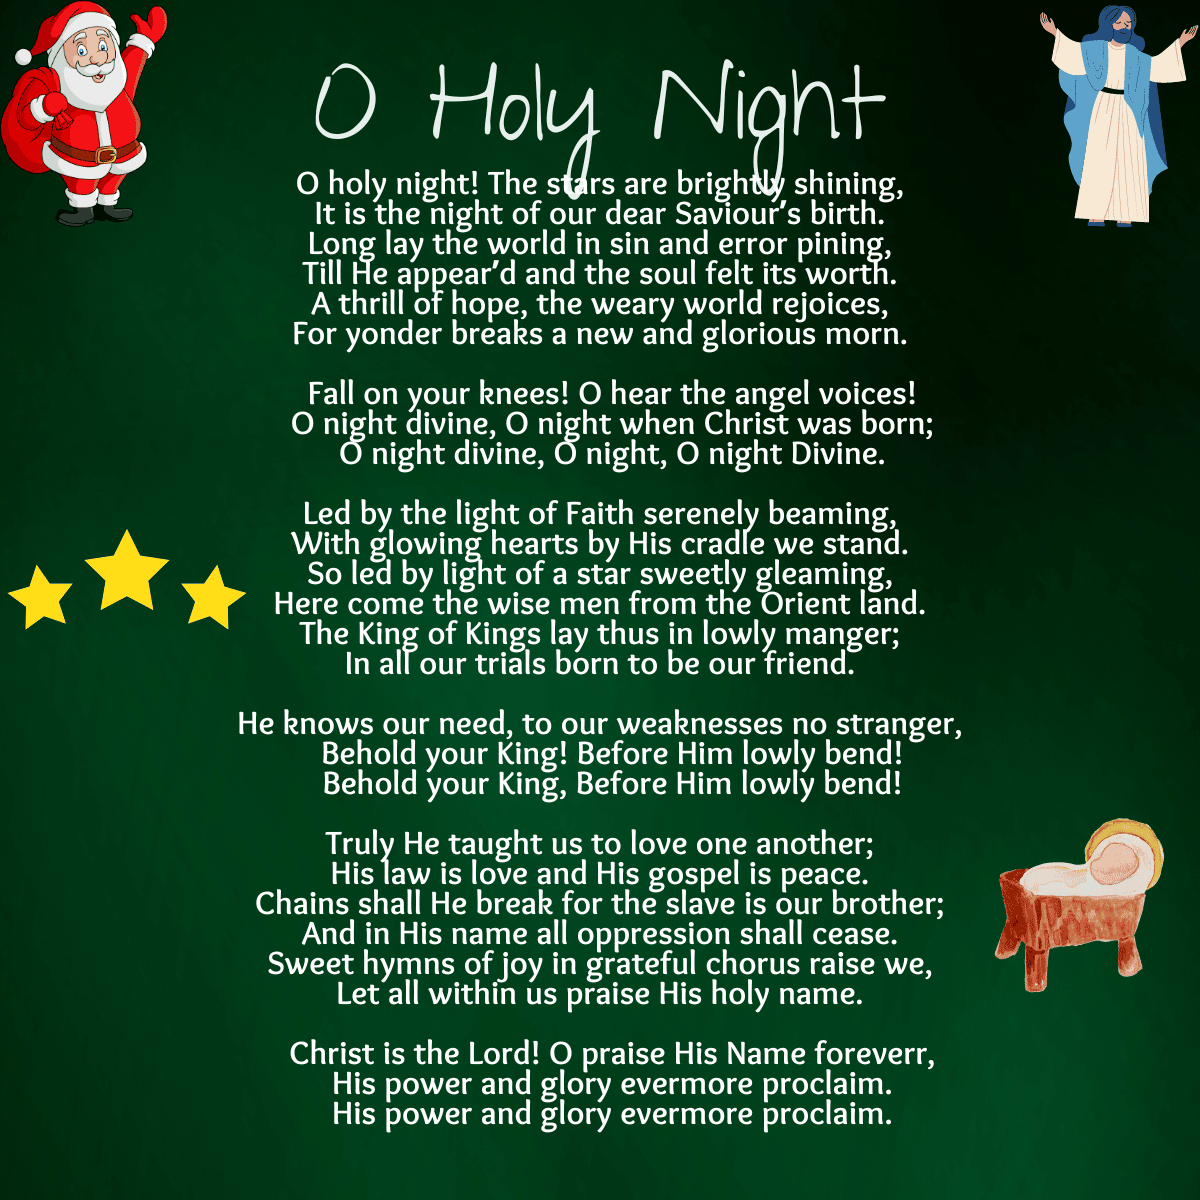 O Holy Night
O holy night! The stars are brightly shining,
It is the night of our dear Saviour's birth.
Long lay the world in sin and error pining,
Till He appear'd and the soul felt its worth.
A thrill of hope, the weary world rejoices,
For yonder breaks a new and glorious morn.
Fall on your knees! O hear the angel voices!
O night divine, O night when Christ was born;
O night divine, O night, O night Divine.
Led by the light of Faith serenely beaming,
With glowing hearts by His cradle we stand.
So led by light of a star sweetly gleaming,
Here come the wise men from the Orient land.
The King of Kings lay thus in lowly manger;
In all our trials born to be our friend.
He knows our need, to our weaknesses no stranger,
Behold your King! Before Him lowly bend!
Behold your King, Before Him lowly bend!
Truly He taught us to love one another;
His law is love and His gospel is peace.
Chains shall He break for the slave is our brother;
And in His name all oppression shall cease.
Sweet hymns of joy in grateful chorus raise we,
Let all within us praise His holy name.
Christ is the Lord! O praise His Name foreverr,
His power and glory evermore proclaim.
His power and glory evermore proclaim.